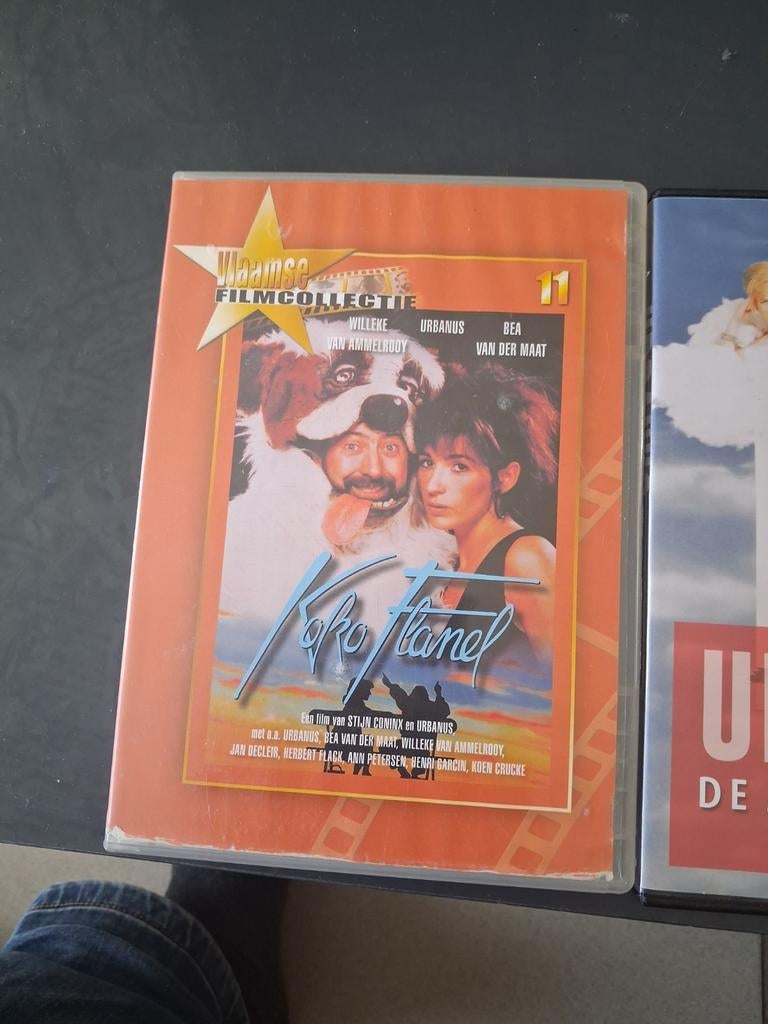 Vlaamse
FILMCOLLECTIE
11
WILLEKE
VAN AMMELROOY
URBANUS
BEA
VAN DER MAAT
Koko Flanel
Een film van STIJN CONINX en URBANUS,
met o.a. URBANUS, BEA VAN DER MAAT, WILLEKE VAN AMMELROOY,
JAN DECLEIR, HERBERT FLACK, ANN PETERSEN, HENRI GARCIN, KOEN CRUCKE
DE